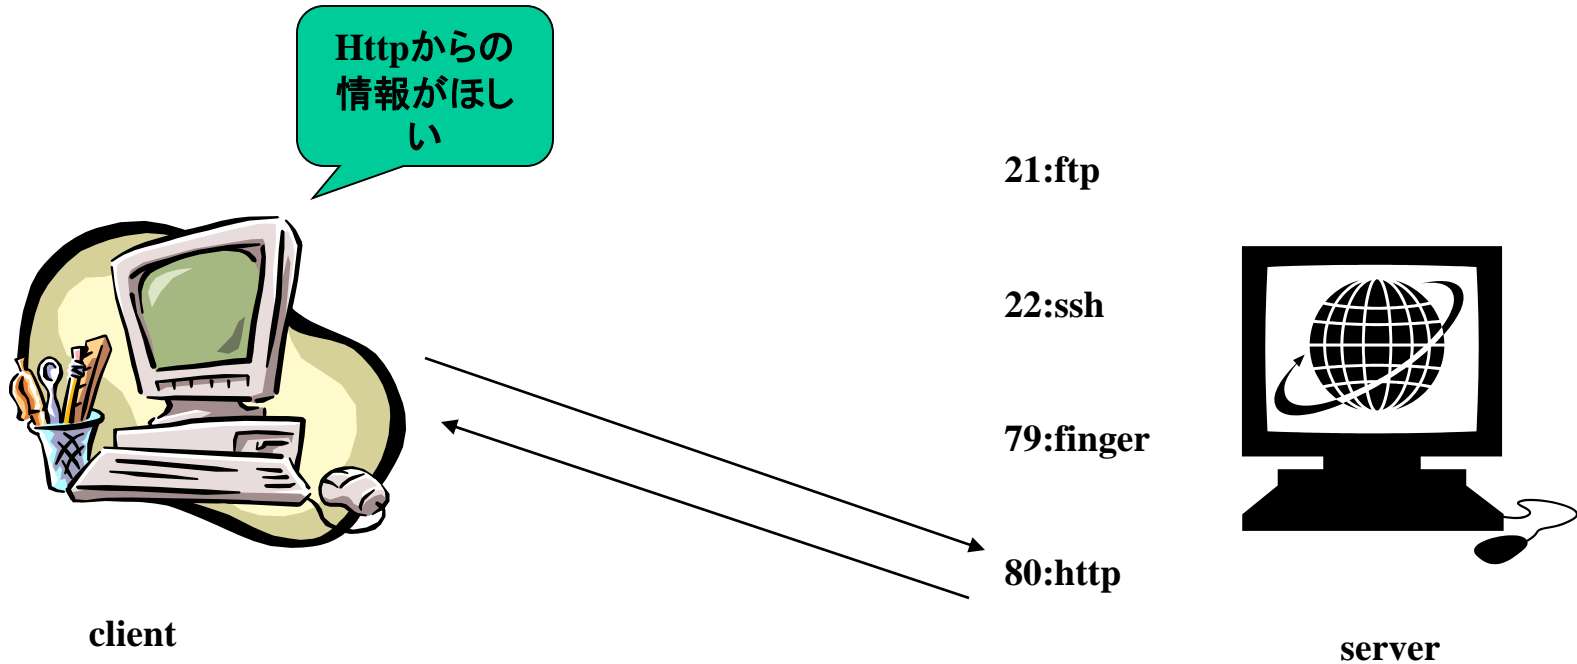 Httpからの
情報がほし
い
21:ftp
22:ssh
79:finger
80:http
client
server